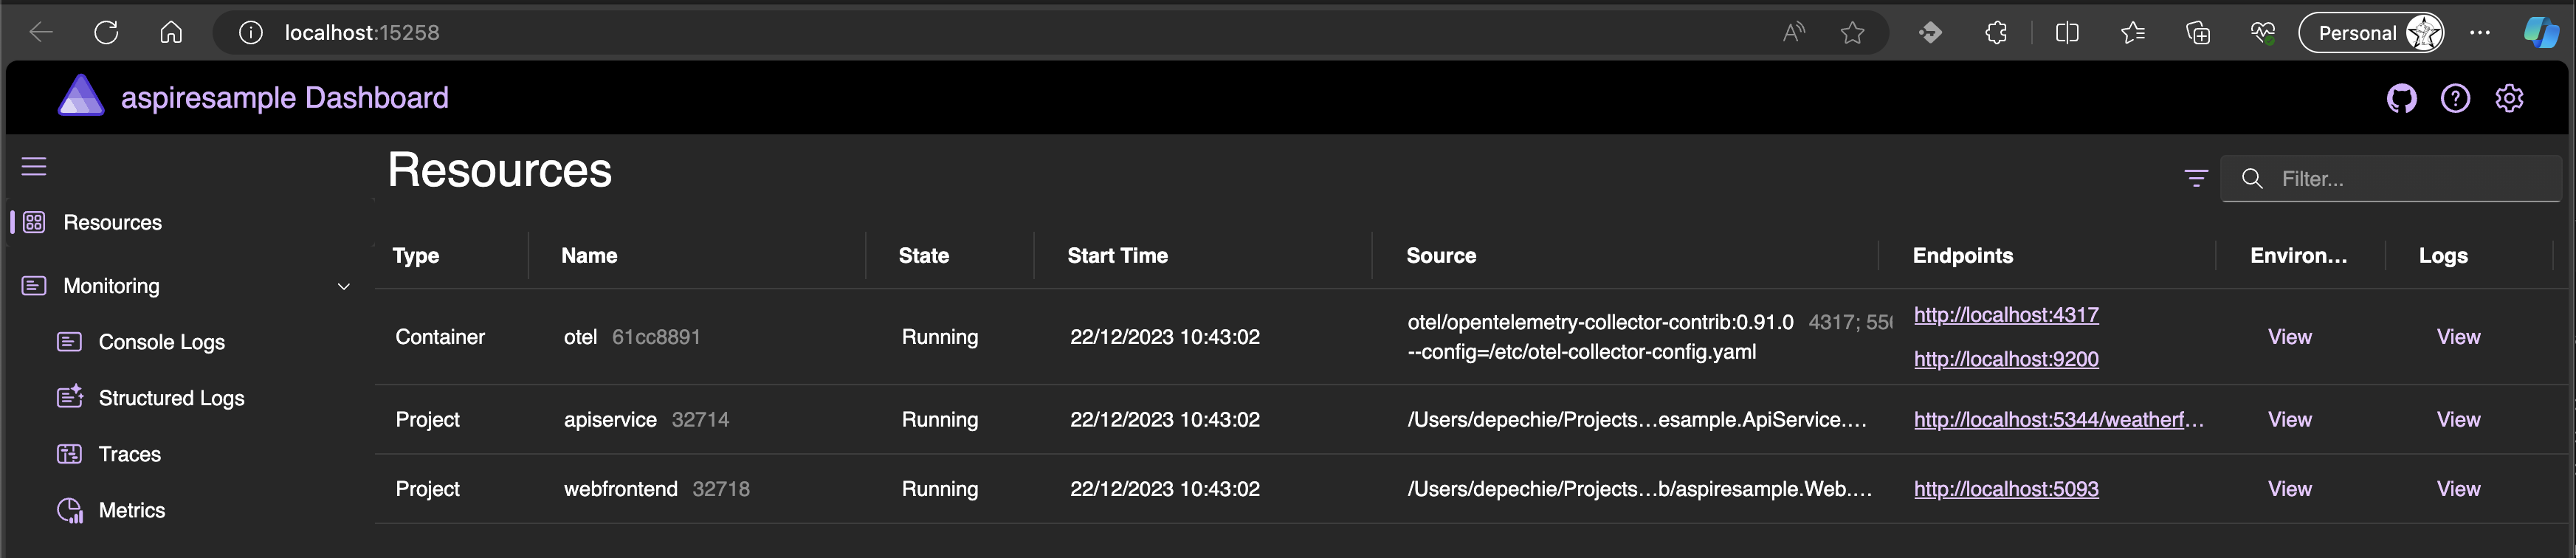 localhost:15258
Personal
aspiresample Dashboard
Resources
Filter...
Resources
Monitoring
Console Logs
Structured Logs
Traces
Metrics
Type Name State Start Time Source Endpoints Environ... Logs
Container otel 61cc8891 Running 22/12/2023 10:43:02 otel/opentelemetry-collector-contrib:0.91.0 4317; 55
--config=/etc/otel-collector-config.yaml
http://localhost:4317
http://localhost:9200
View View
Project apiservice 32714 Running 22/12/2023 10:43:02 /Users/depechie/Projects...esample.ApiService.... http://localhost:5344/weatherf... View View
Project webfrontend 32718 Running 22/12/2023 10:43:02 /Users/depechie/Projects...b/aspiresample.Web.... http://localhost:5093 View View